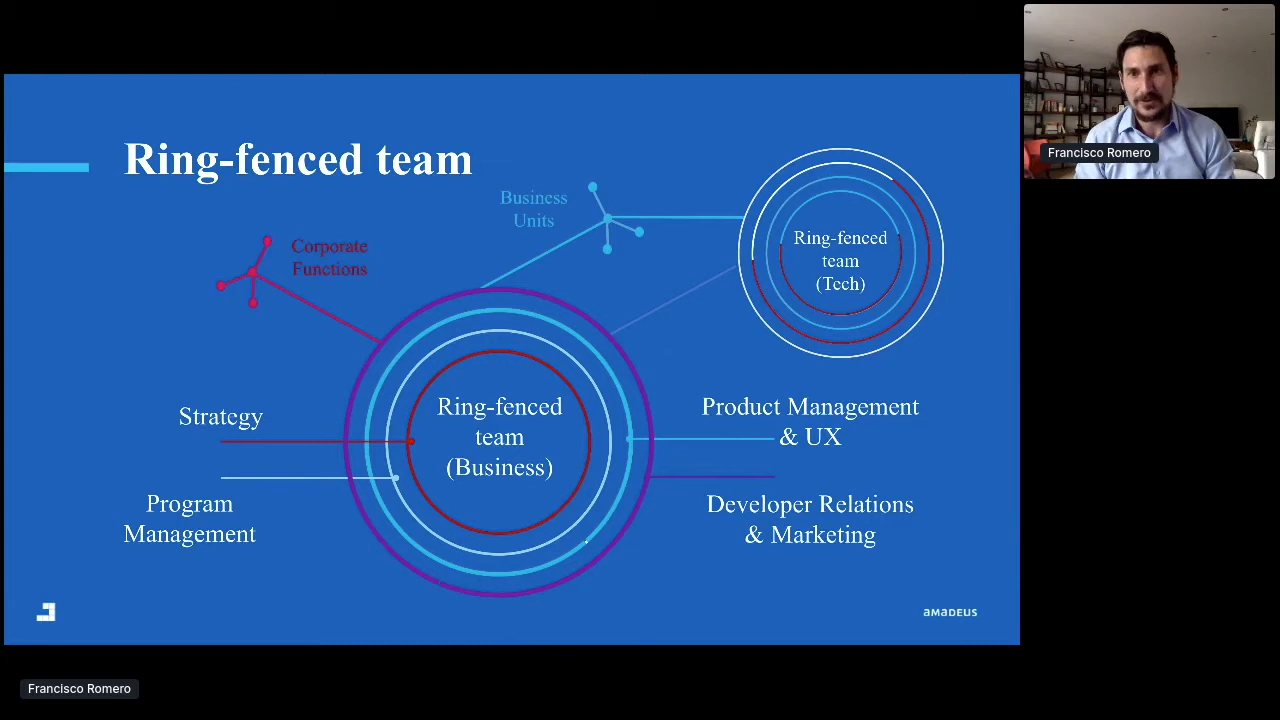 Francisco Romero
Ring-fenced team
Business
Units
Corporate
Functions
Ring-fenced
team
(Tech)
Strategy
Ring-fenced
team
(Business)
Product Management
& UX
Program
Management
Developer Relations
& Marketing
amadeus
Francisco Romero